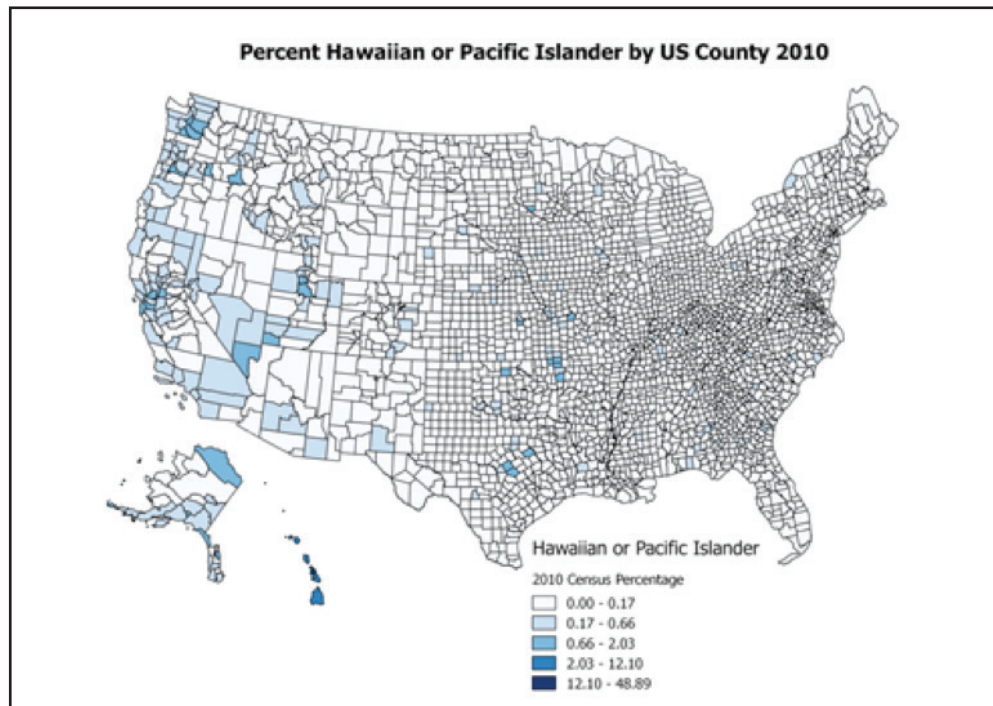 Percent Hawaiian or Pacific Islander by US County 2010
Hawaiian or Pacific Islander
2010 Census Percentage
0.00 - 0.17
0.17 - 0.66
0.66 - 2.03
2.03 - 12.10
12.10 - 48.89